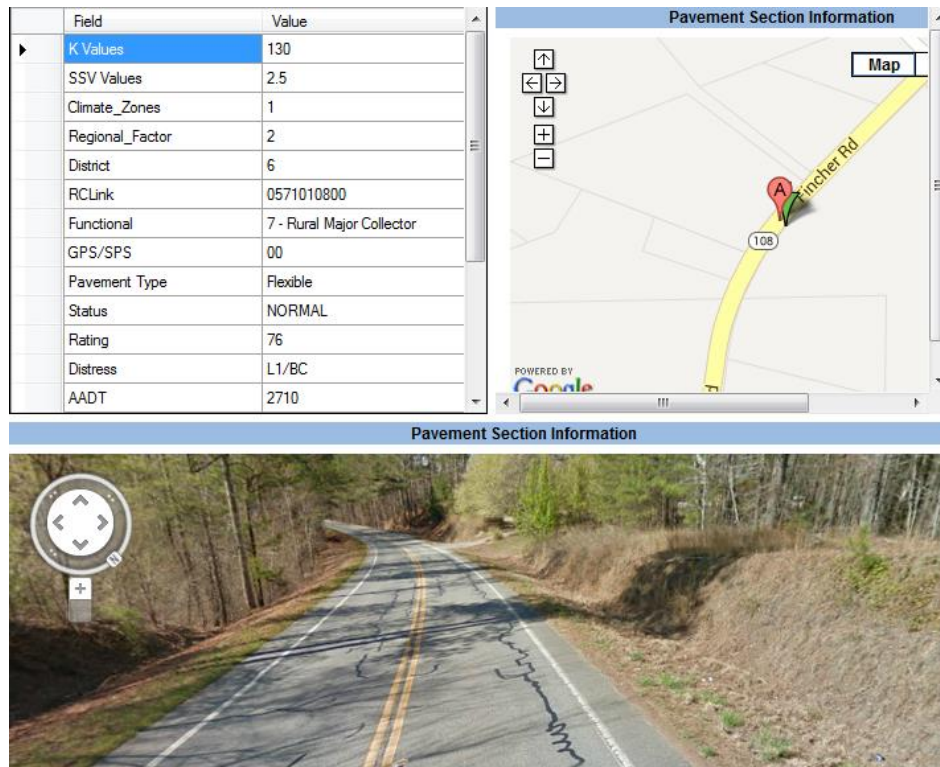 Field Value
K Values 130
SSV Values 2.5
Climate_Zones 1
Regional_Factor 2
District 6
RCLink 0571010800
Functional 7 - Rural Major Collector
GPS/SPS 00
Pavement Type Flexible
Status NORMAL
Rating 76
Distress L1/BC
AADT 2710
Pavement Section Information
Map
Fincher Rd
A
108
POWERED BY
Google
F
Pavement Section Information
N